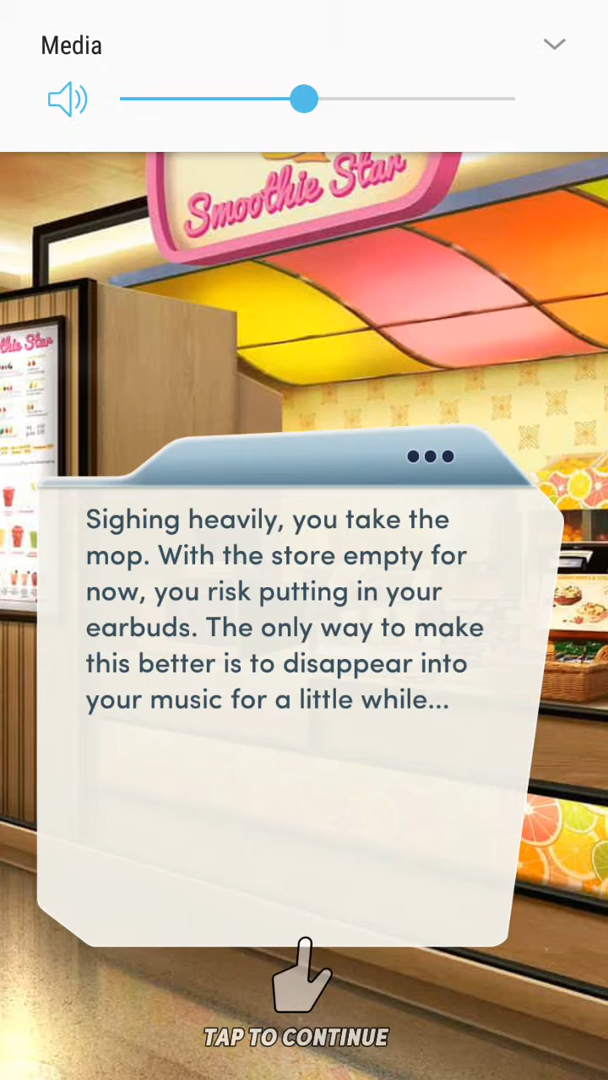 Media
Smoothie Star
thie Star
Sighing heavily, you take the
mop. With the store empty for
now, you risk putting in your
earbuds. The only way to make
this better is to disappear into
your music for a little while...
TAP TO CONTINUE